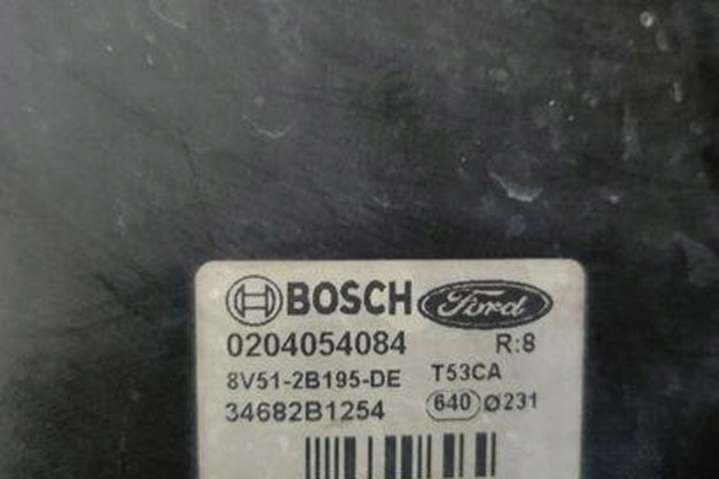 BOSCH Ford
0204054084 R:8
8V51-2B195-DE T53CA
34682B1254 640 Ø231